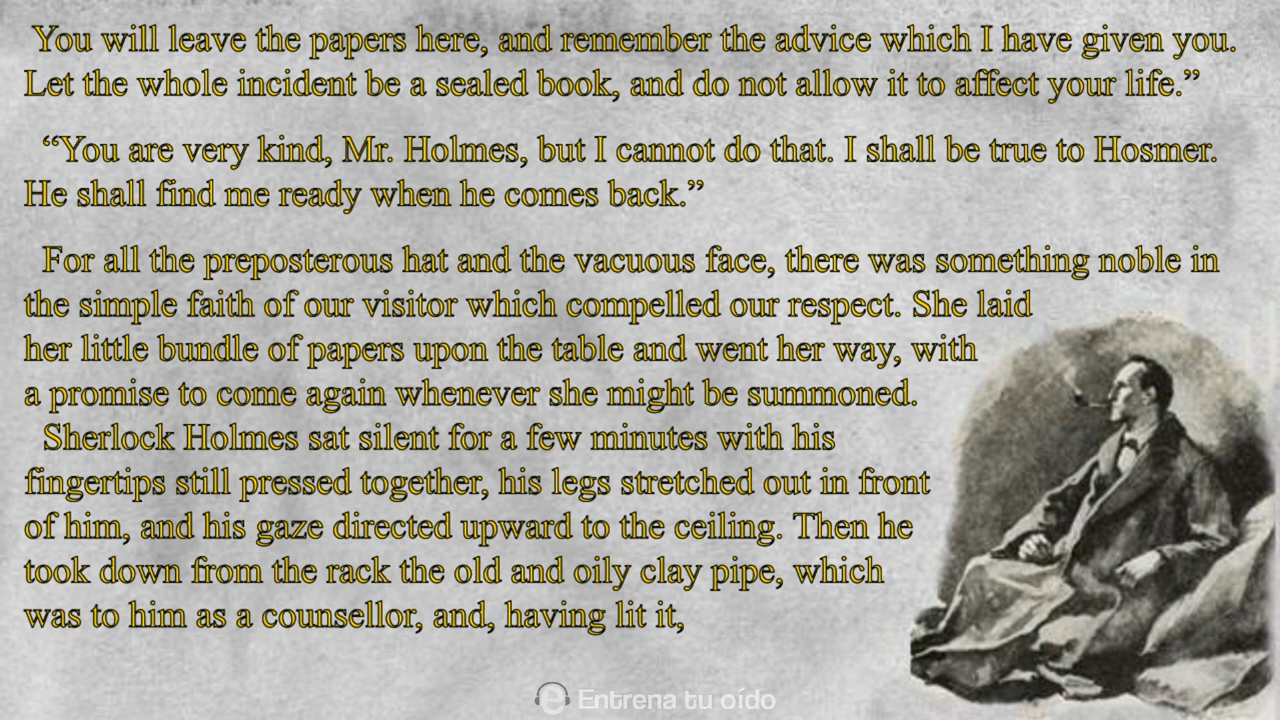 You will leave the papers here, and remember the advice which I have given you.
Let the whole incident be a sealed book, and do not allow it to affect your life.”
“You are very kind, Mr. Holmes, but I cannot do that. I shall be true to Hosmer.
He shall find me ready when he comes back.”
For all the preposterous hat and the vacuous face, there was something noble in
the simple faith of our visitor which compelled our respect. She laid
her little bundle of papers upon the table and went her way, with
a promise to come again whenever she might be summoned.
Sherlock Holmes sat silent for a few minutes with his
fingertips still pressed together, his legs stretched out in front
of him, and his gaze directed upward to the ceiling. Then he
took down from the rack the old and oily clay pipe, which
was to him as a counsellor, and, having lit it,
e Entrena tu oído